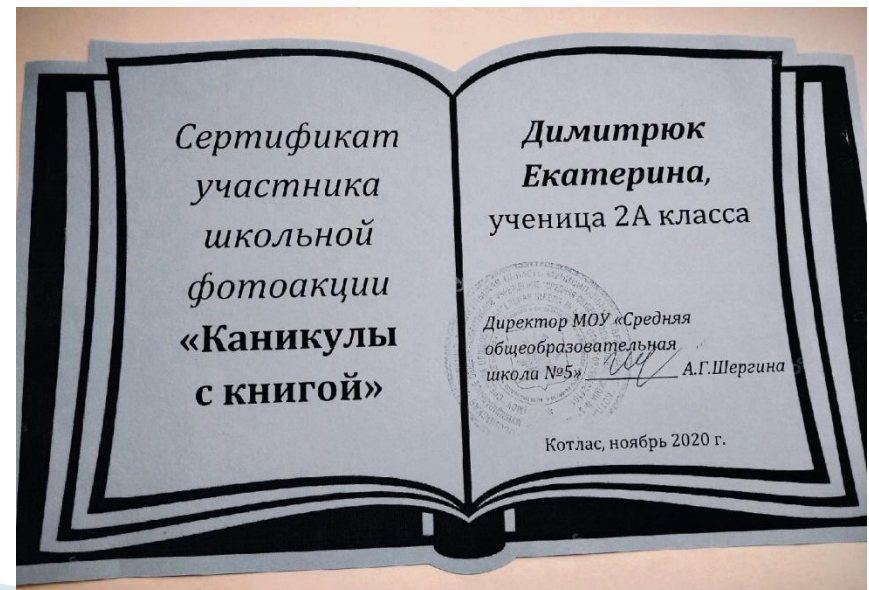 Сертификат
участника
школьной
фотоакции
«Каникулы
с книгой»
Димитрюк
Екатерина,
ученица 2А класса
Директор МОУ «Средняя
общеобразовательная
школа №5» А.Г.Шергина
Котлас, ноябрь 2020 г.